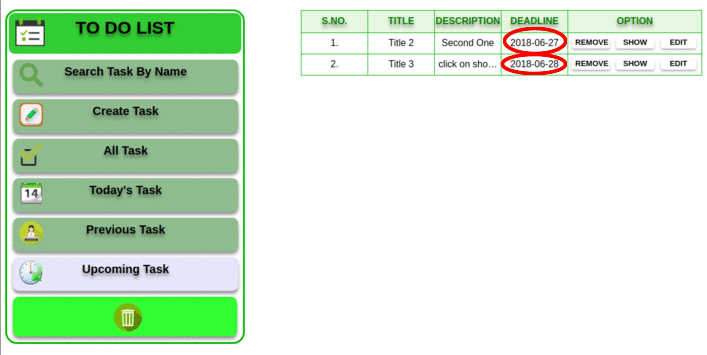 TO DO LIST
Search Task By Name
Create Task
All Task
14
Today's Task
Previous Task
Upcoming Task
S.NO. TITLE DESCRIPTION DEADLINE OPTION
1. Title 2 Second One 2018-06-27 REMOVE SHOW EDIT
2. Title 3 click on sho... 2018-06-28 REMOVE SHOW EDIT